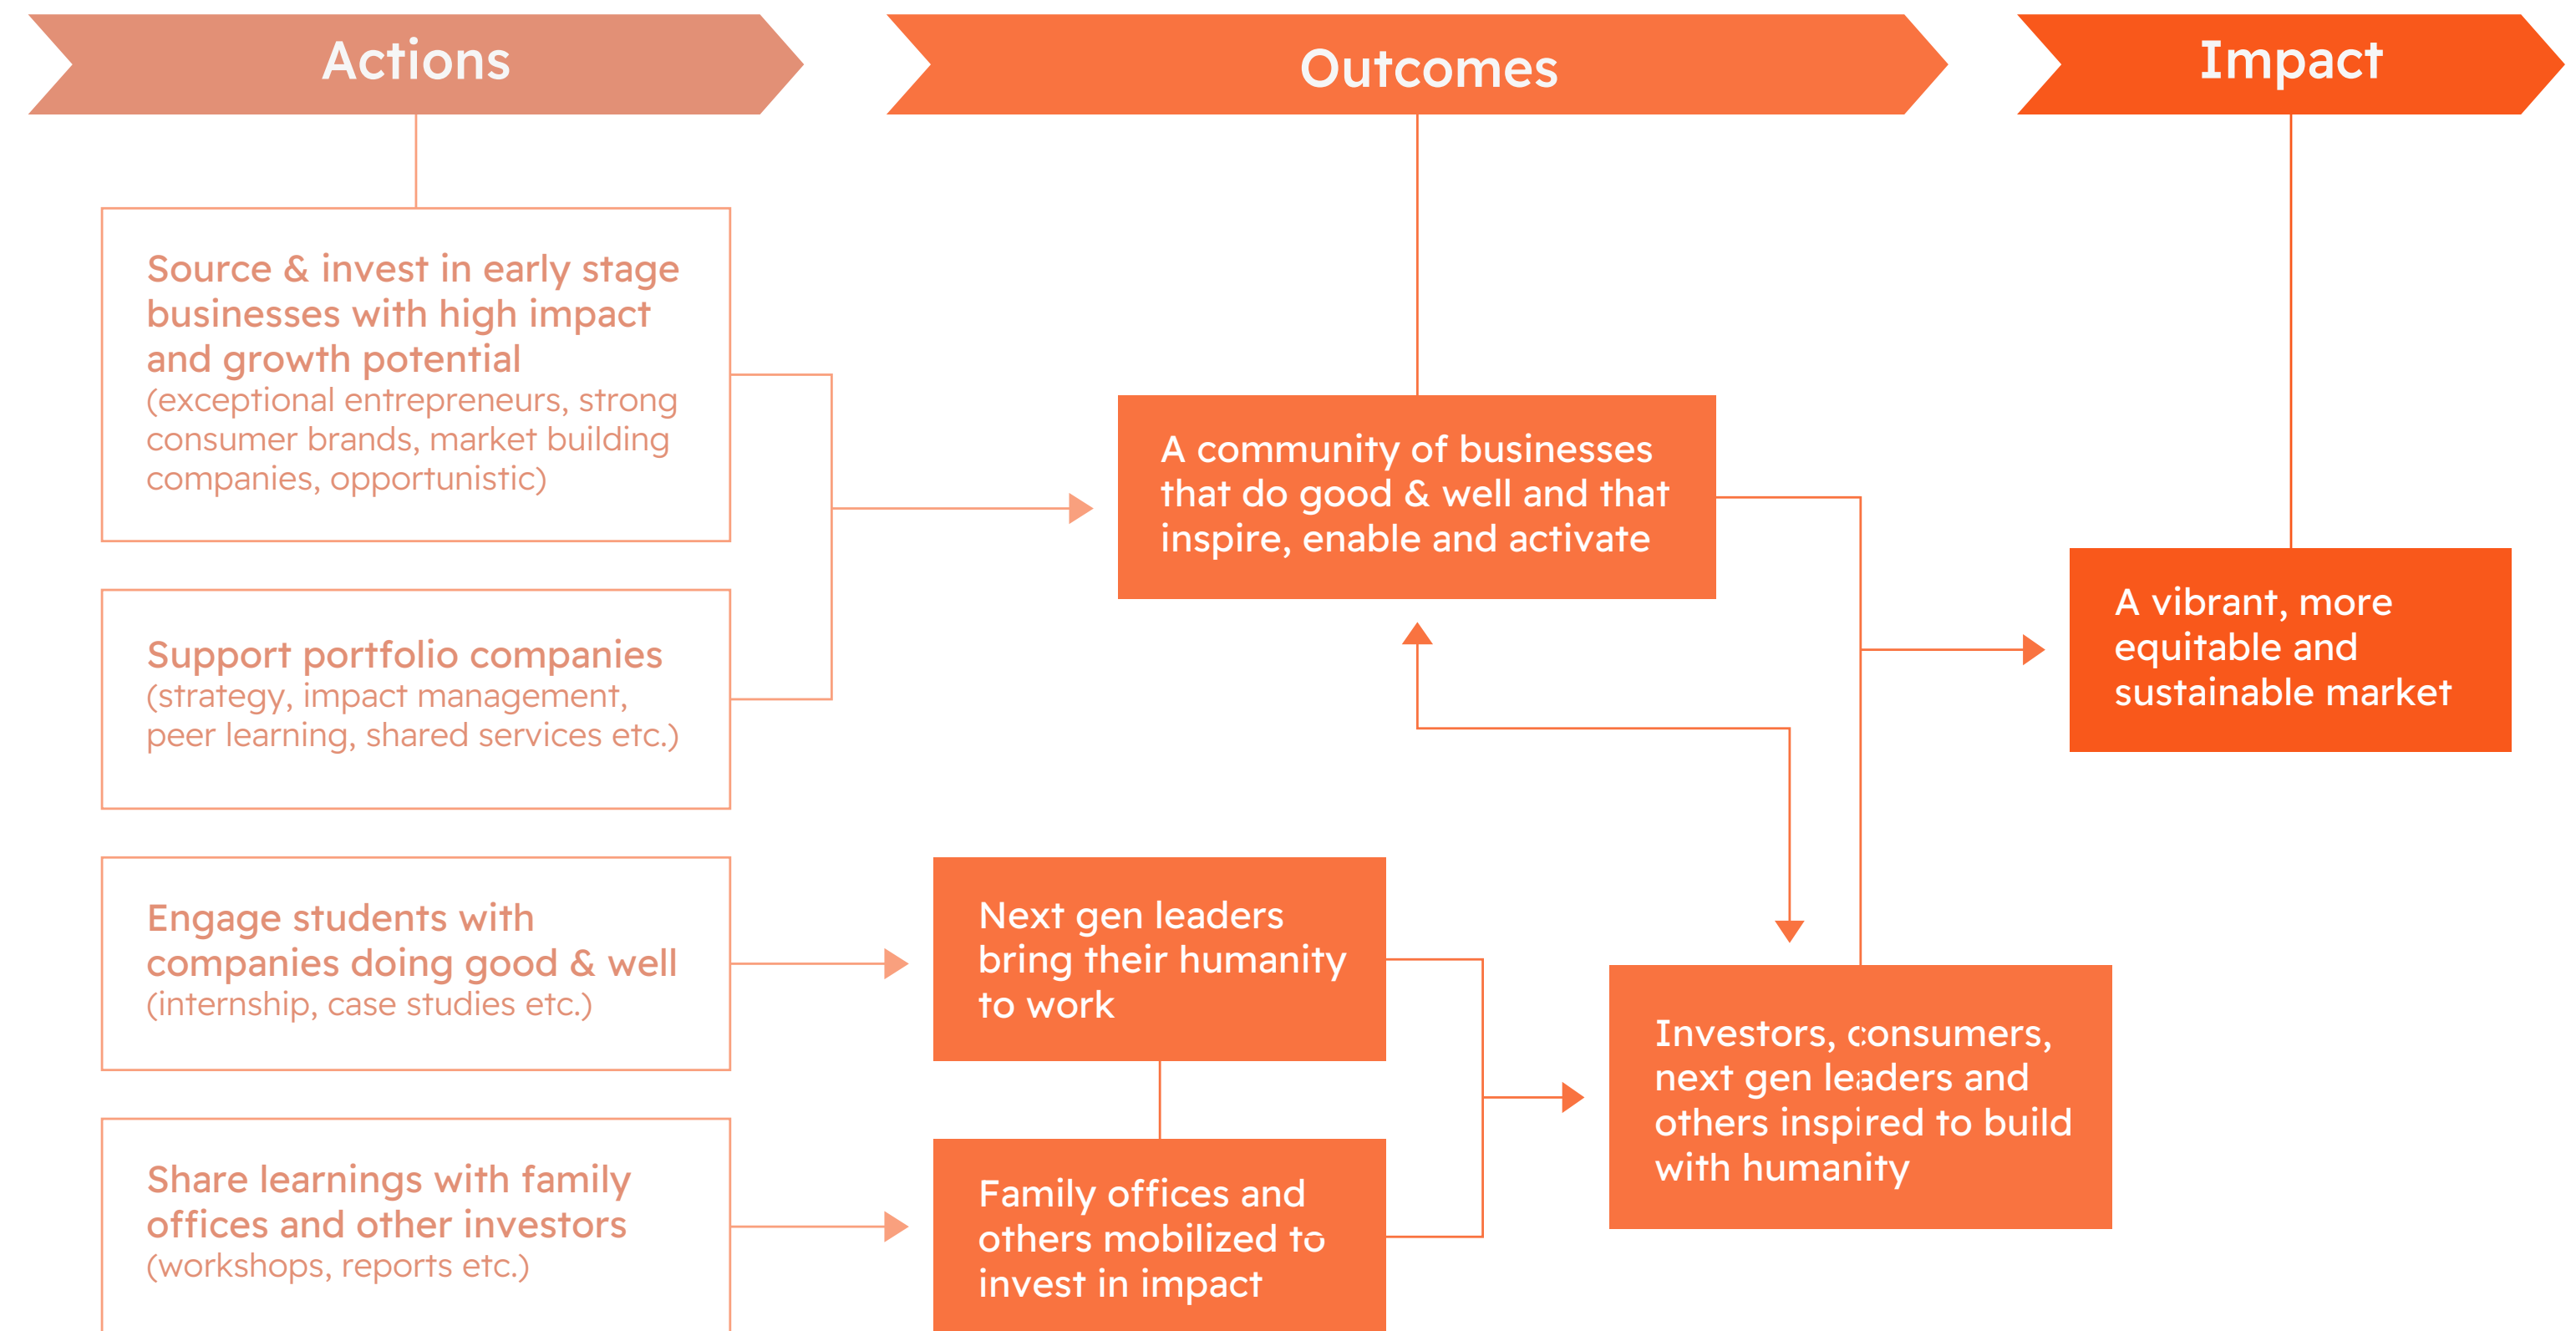 Actions
Outcomes
Impact
Source & invest in early stage
businesses with high impact
and growth potential
(exceptional entrepreneurs, strong
consumer brands, market building
companies, opportunistic)
Support portfolio companies
(strategy, impact management,
peer learning, shared services etc.)
Engage students with
companies doing good & well
(internship, case studies etc.)
Share learnings with family
offices and other investors
(workshops, reports etc.)
A community of businesses
that do good & well and that
inspire, enable and activate
Next gen leaders
bring their humanity
to work
Family offices and
others mobilized to
invest in impact
Investors, consumers,
next gen leaders and
others inspired to build
with humanity
A vibrant, more
equitable and
sustainable market